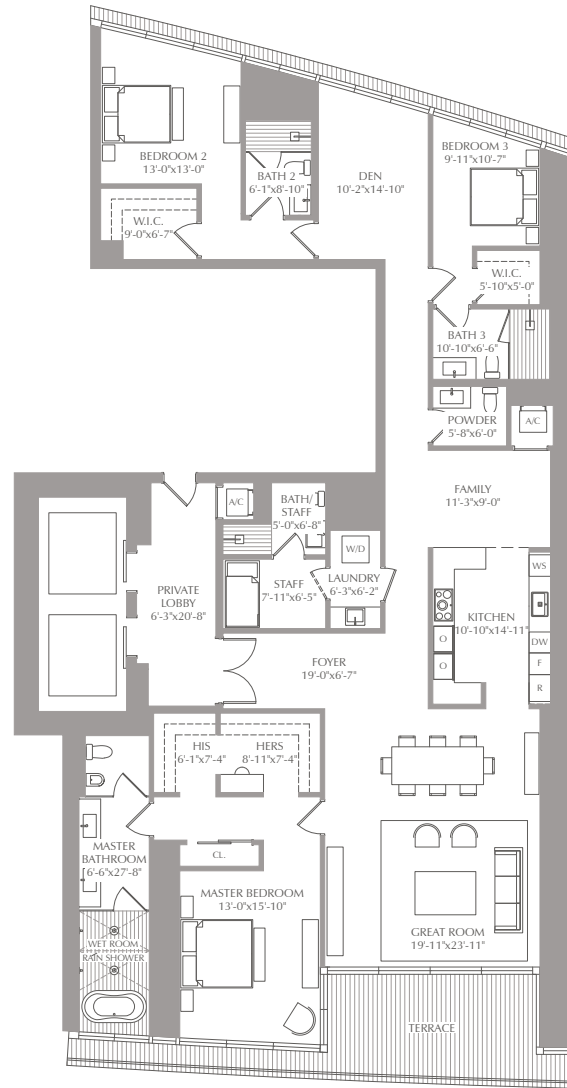 BEDROOM 2
13'-0"x13'-0"
BATH 2
6'-1"x8'-10"
DEN
10'-2"x14'-10"
BEDROOM 3
9'-11"x10'-7"
W.I.C.
9'-0"x6'-7"
W.I.C.
5'-10"x5'-0"
BATH 3
10'-10"x6'-6"
POWDER
5'-8"x6'-0"
A/C
FAMILY
11'-3"x9'-0"
A/C
BATH/
STAFF
5'-0"x6'-8"
W/D
STAFF
7'-11"x6'-5"
LAUNDRY
6'-3"x6'-2"
PRIVATE
LOBBY
6'-3"x20'-8"
WS
KITCHEN
10'-10"x14'-11"
O
O
DW
F
R
FOYER
19'-0"x6'-7"
HIS
6'-1"x7'-4"
HERS
8'-11"x7'-4"
CL.
MASTER
BATHROOM
6'-6"x27'-8"
MASTER BEDROOM
13'-0"x15'-10"
GREAT ROOM
19'-11"x23'-11"
WET ROOM
RAIN SHOWER
TERRACE